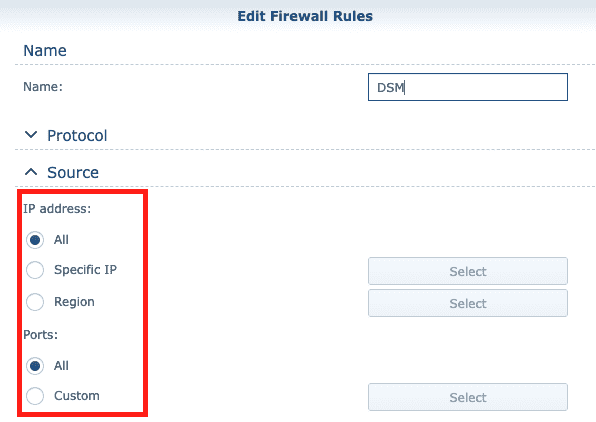 Edit Firewall Rules
Name
Name: DSM
Protocol
Source
IP address:
All
Specific IP Select
Region Select
Ports:
All
Custom Select